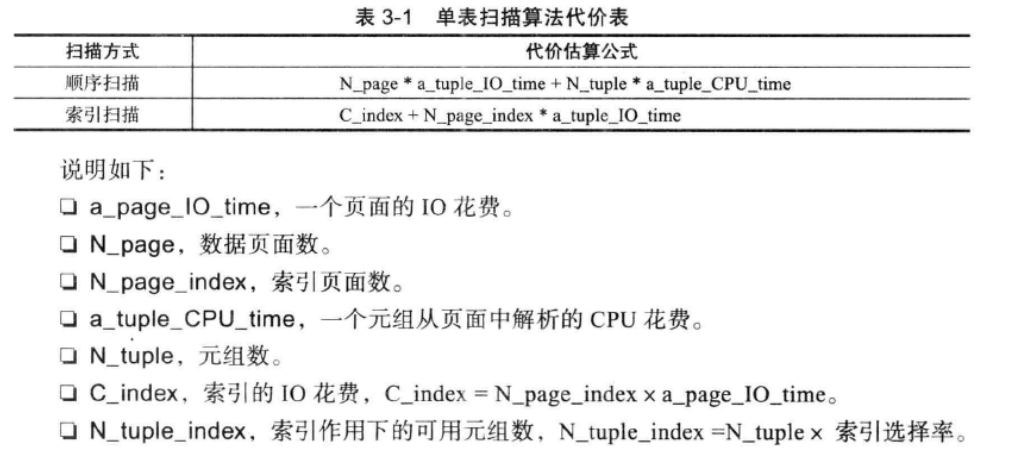 表 3-1 单表扫描算法代价表
扫描方式 代价估算公式
顺序扫描 N_page * a_tuple_IO_time + N_tuple * a_tuple_CPU_time
索引扫描 C_index + N_page_index * a_tuple_IO_time
说明如下:
❑ a_page_IO_time,一个页面的 IO 花费。
❑ N_page,数据页面数。
❑ N_page_index,索引页面数。
❑ a_tuple_CPU_time,一个元组从页面中解析的 CPU 花费。
❑ N_tuple,元组数。
❑ C_index,索引的 IO 花费,C_index = N_page_index × a_page_IO_time。
❑ N_tuple_index,索引作用下的可用元组数,N_tuple_index =N_tuple × 索引选择率。